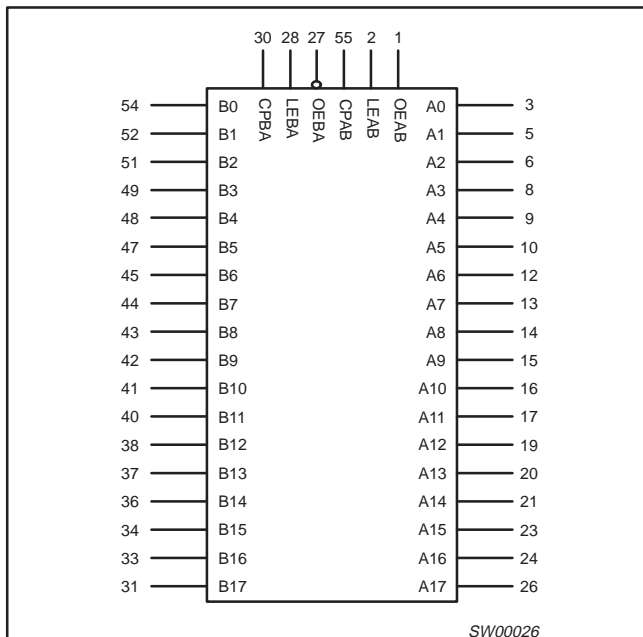 30 28 27 55 2 1
CPBA LEBA OEBA CPAB LEAB OEAB
54 B0 A0 3
52 B1 A1 5
51 B2 A2 6
49 B3 A3 8
48 B4 A4 9
47 B5 A5 10
45 B6 A6 12
44 B7 A7 13
43 B8 A8 14
42 B9 A9 15
41 B10 A10 16
40 B11 A11 17
38 B12 A12 19
37 B13 A13 20
36 B14 A14 21
34 B15 A15 23
33 B16 A16 24
31 B17 A17 26
SW00026